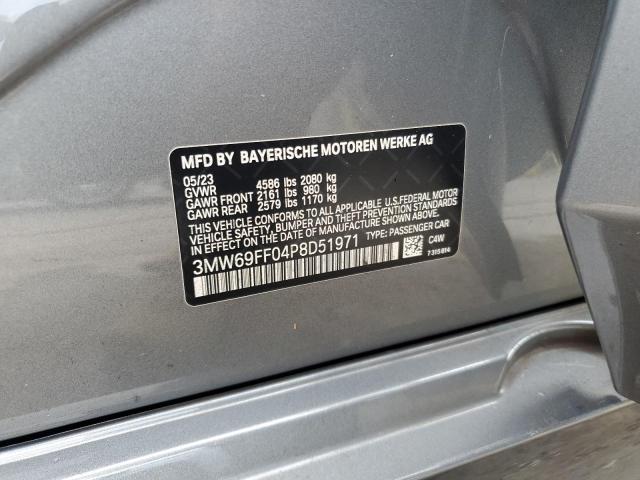 MFD BY BAYERISCHE MOTOREN WERKE AG
05/23
GVWR 4586 lbs 2080 kg
GAWR FRONT 2161 lbs 980 kg
GAWR REAR 2579 lbs 1170 kg
THIS VEHICLE CONFORMS TO ALL APPLICABLE U.S.FEDERAL MOTOR
VEHICLE SAFETY, BUMPER, AND THEFT PREVENTION STANDARDS
IN EFFECT ON THE DATE OF MANUFACTURE SHOWN ABOVE.
3MW69FF04P8D51971 TYPE: PASSENGER CAR
C4W
7315814